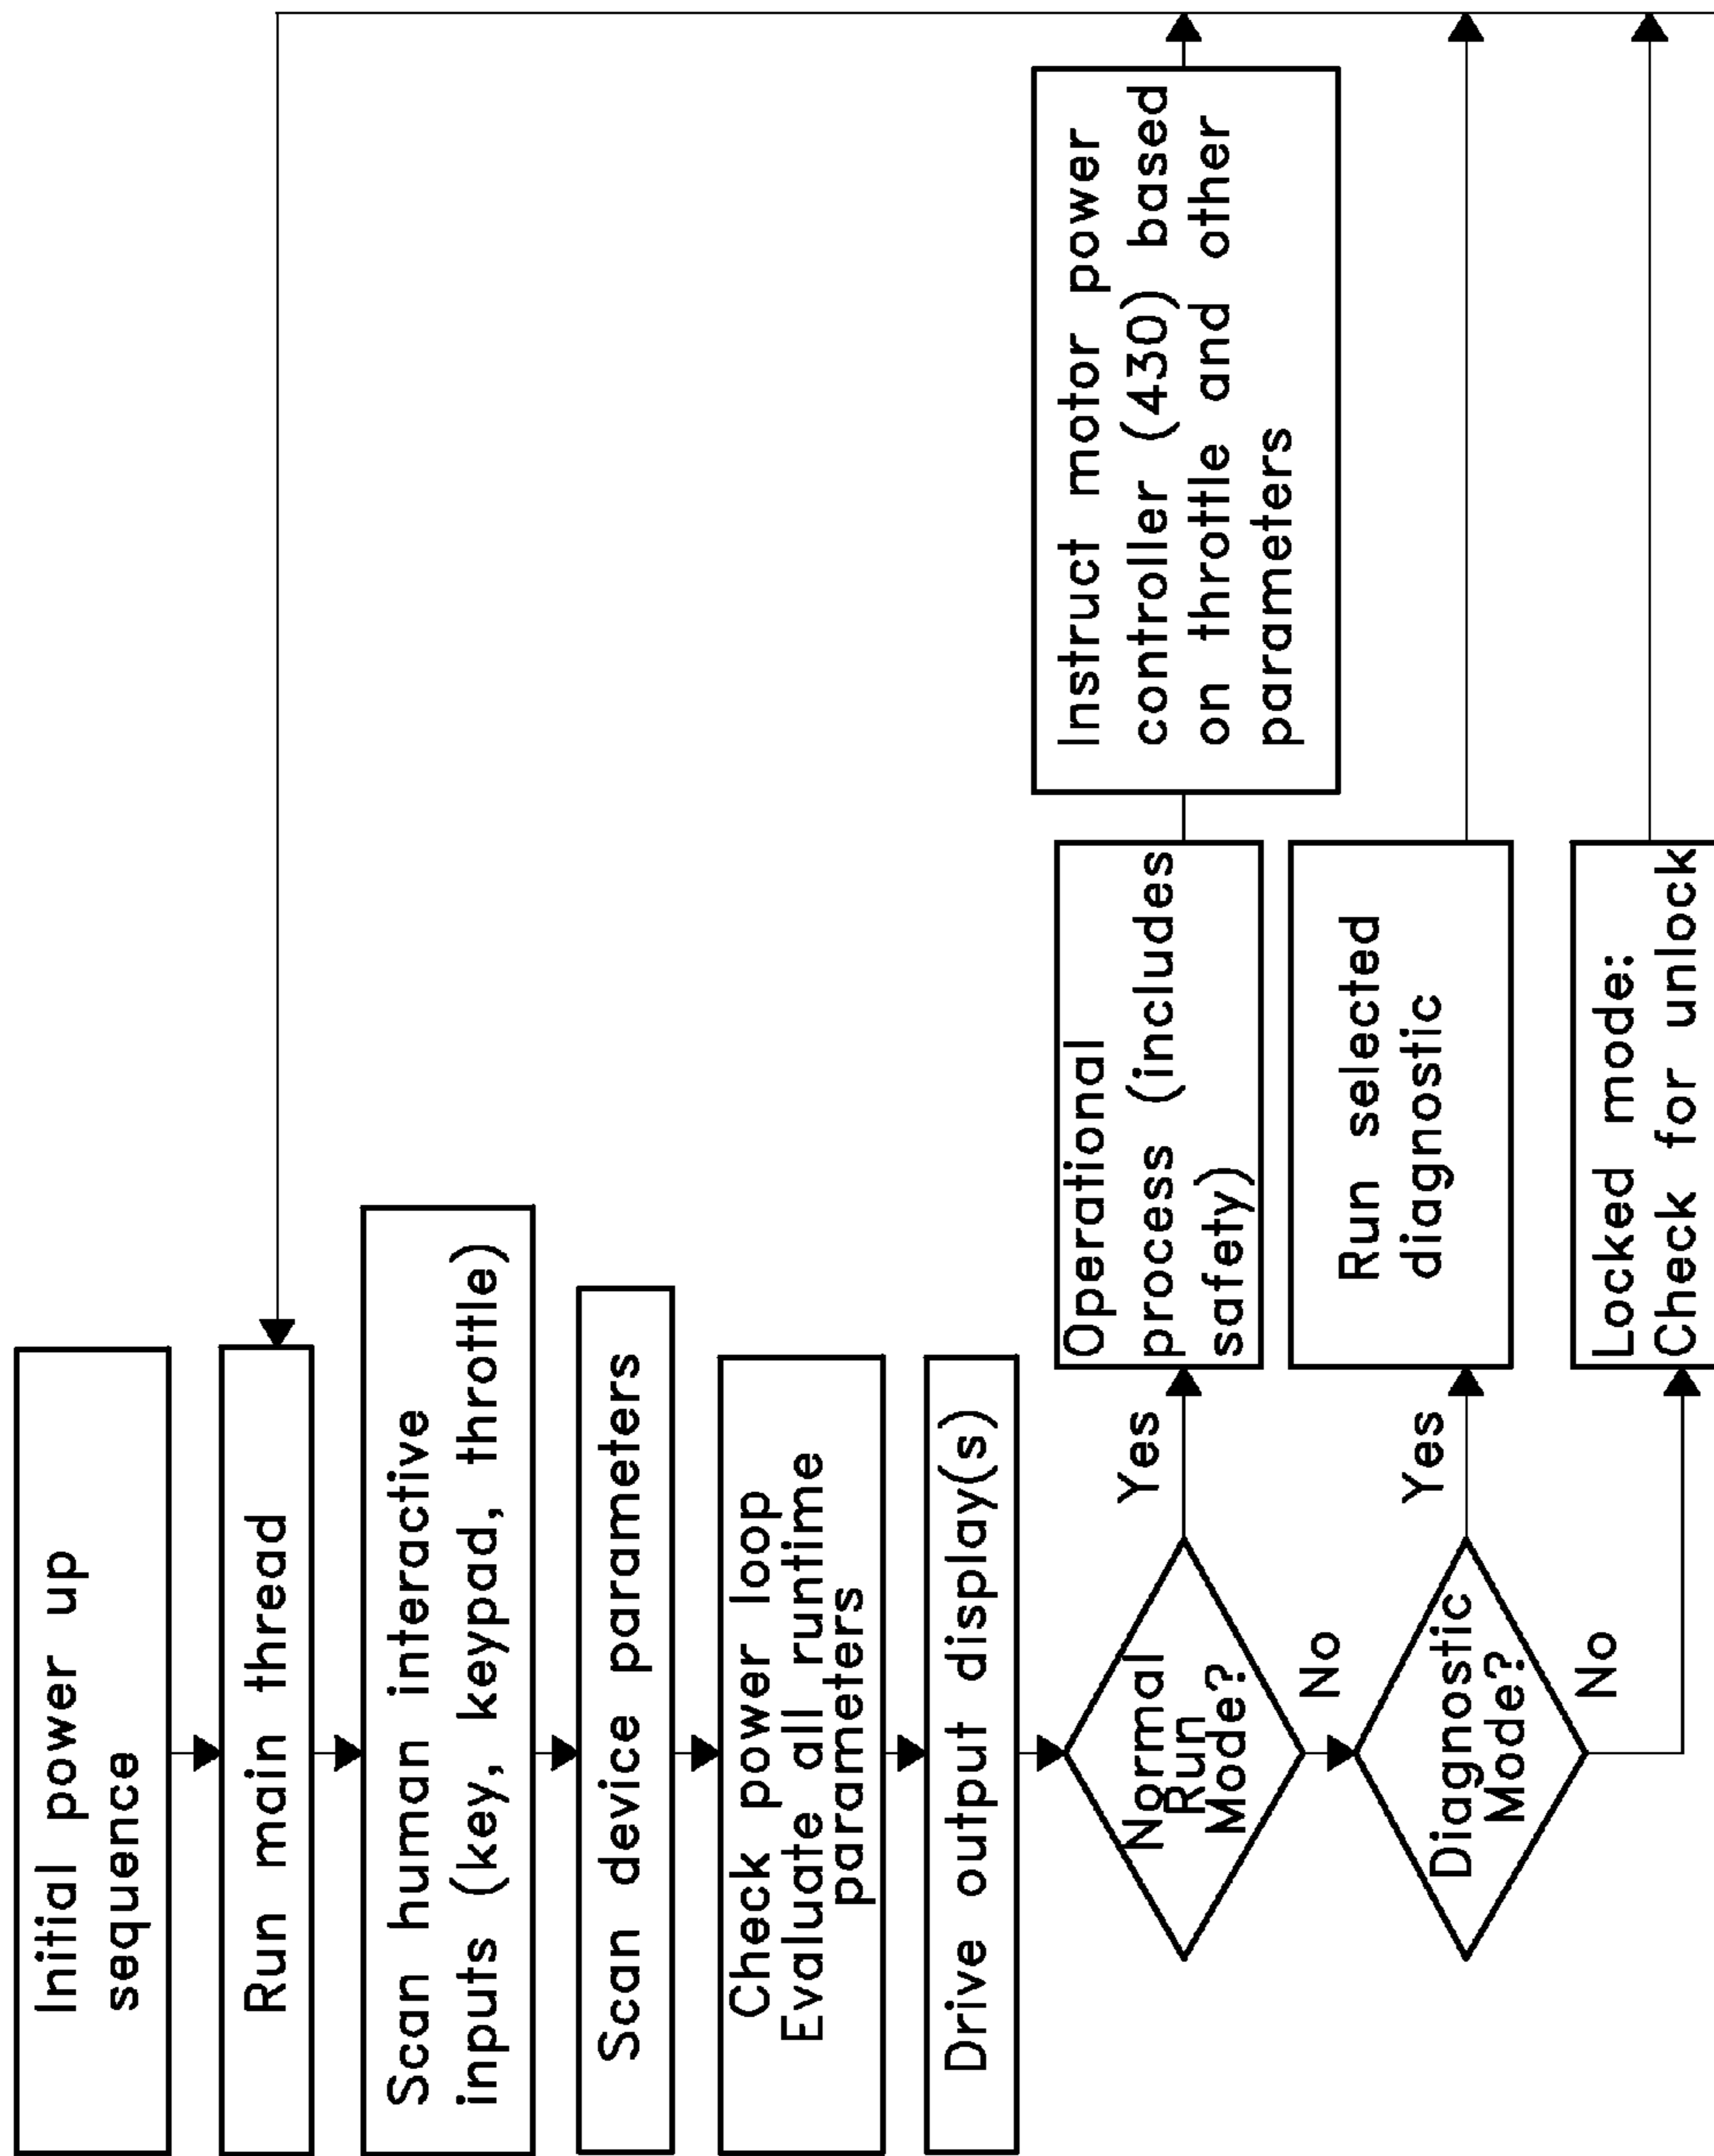 Initial power up
sequence
Run main thread
Scan human interactive
inputs (key, keypad, throttle)
Scan device parameters
Check power loop
Evaluate all runtime
parameters
Drive output display(s)
Normal
Run
Mode?
Yes
No
Operational
process (includes
safety)
Instruct motor power
controller (430) based
on throttle and other
parameters
Diagnostic
Mode?
Yes
No
Run selected
diagnostic
Locked mode:
Check for unlock